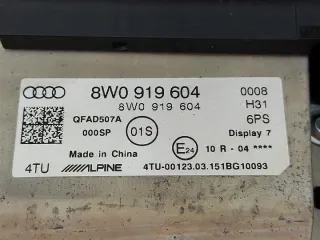 8W0 919 604 0008
8W0 919 604 H31
QFAD507A 6PS
000SP 01S Display 7
Made in China E24 10 R - 04 ****
4TU ALPINE 4TU-00123.03.151BG10093